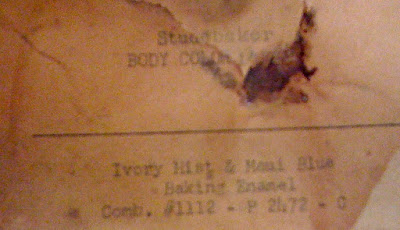 Studebaker
BODY COLOR
Ivory Mist & Maui Blue
Baking Enamel
Comb. #1112 - P 2472 - C